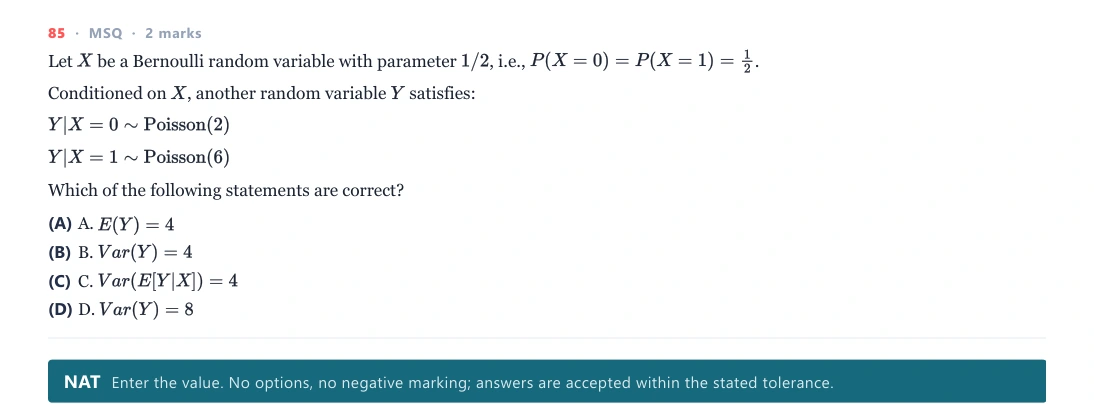 85 · MSQ · 2 marks
Let X be a Bernoulli random variable with parameter 1/2, i.e., P(X = 0) = P(X = 1) = 1/2.
Conditioned on X, another random variable Y satisfies:
Y|X = 0 ∼ Poisson(2)
Y|X = 1 ∼ Poisson(6)
Which of the following statements are correct?
(A) A. E(Y) = 4
(B) B. Var(Y) = 4
(C) C. Var(E[Y|X]) = 4
(D) D. Var(Y) = 8
NAT Enter the value. No options, no negative marking; answers are accepted within the stated tolerance.